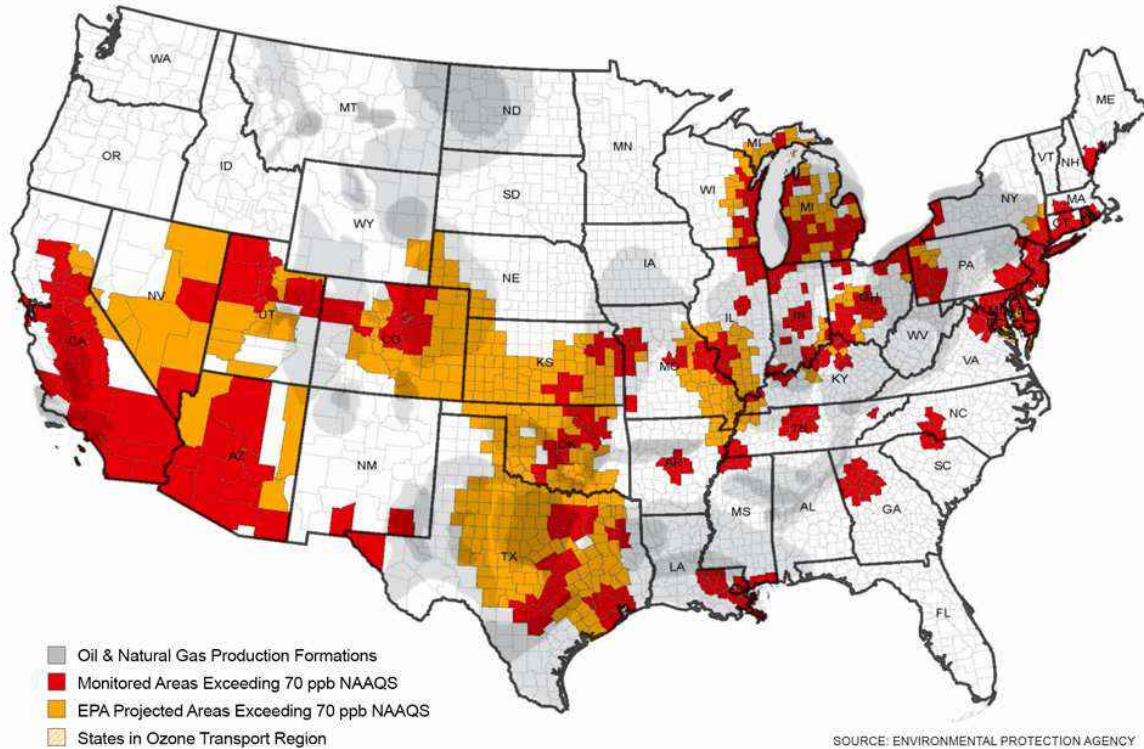 WA
MT
ND
MN
ME
OR
ID
SD
WI
MI
VT
NH
NY
MA
CT
WY
MI
IA
NE
PA
NV
UT
IL
IN
OH
CA
CO
KS
MO
WV
VA
KY
NC
TN
AZ
NM
OK
AR
SC
MS
AL
GA
TX
LA
FL
Oil & Natural Gas Production Formations
Monitored Areas Exceeding 70 ppb NAAQS
EPA Projected Areas Exceeding 70 ppb NAAQS
States in Ozone Transport Region
SOURCE: ENVIRONMENTAL PROTECTION AGENCY